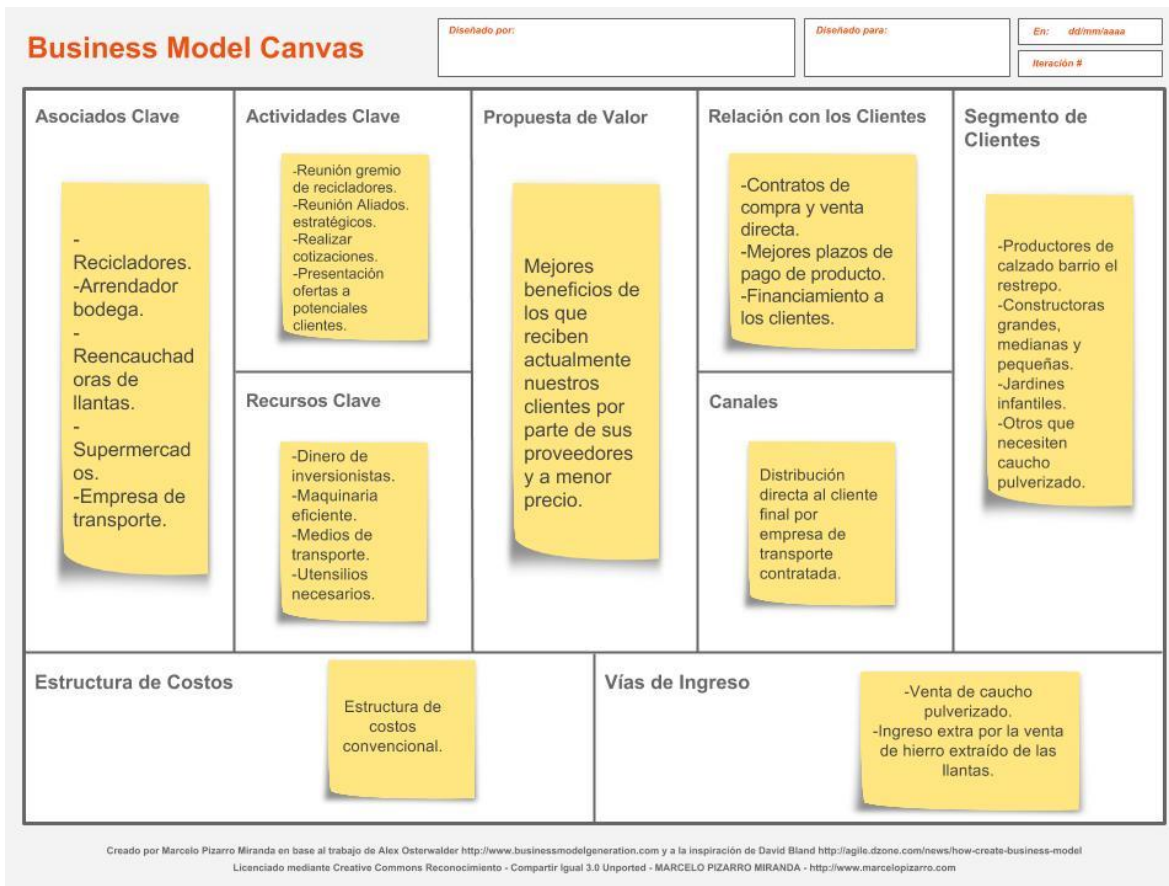 Business Model Canvas
Diseñado por:
Diseñado para:
En: dd/mm/aaaa
Iteración #
Asociados Clave
-
Recicladores.
-Arrendador
bodega.
-
Reencauchad
oras de
llantas.
-
Supermercad
os.
-Empresa de
transporte.
Actividades Clave
-Reunión gremio
de recicladores.
-Reunión Aliados.
estratégicos.
-Realizar
cotizaciones.
-Presentación
ofertas a
potenciales
clientes.
Recursos Clave
-Dinero de
inversionistas.
-Maquinaria
eficiente.
-Medios de
transporte.
-Utensilios
necesarios.
Propuesta de Valor
Mejores
beneficios de
los que
reciben
actualmente
nuestros
clientes por
parte de sus
proveedores
y a menor
precio.
Relación con los Clientes
-Contratos de
compra y venta
directa.
-Mejores plazos de
pago de producto.
-Financiamiento a
los clientes.
Canales
Distribución
directa al cliente
final por
empresa de
transporte
contratada.
Segmento de
Clientes
-Productores de
calzado barrio el
restrepo.
-Constructoras
grandes,
medianas y
pequeñas.
-Jardines
infantiles.
-Otros que
necesiten
caucho
pulverizado.
Estructura de Costos
Estructura de
costos
convencional.
Vías de Ingreso
-Venta de caucho
pulverizado.
-Ingreso extra por la venta
de hierro extraído de las
llantas.
Creado por Marcelo Pizarro Miranda en base al trabajo de Alex Osterwalder http://www.businessmodelgeneration.com y a la inspiración de David Bland http://agile.dzone.com/news/how-create-business-model
Licenciado mediante Creative Commons Reconocimiento - Compartir Igual 3.0 Unported - MARCELO PIZARRO MIRANDA - http://www.marcelopizarro.com